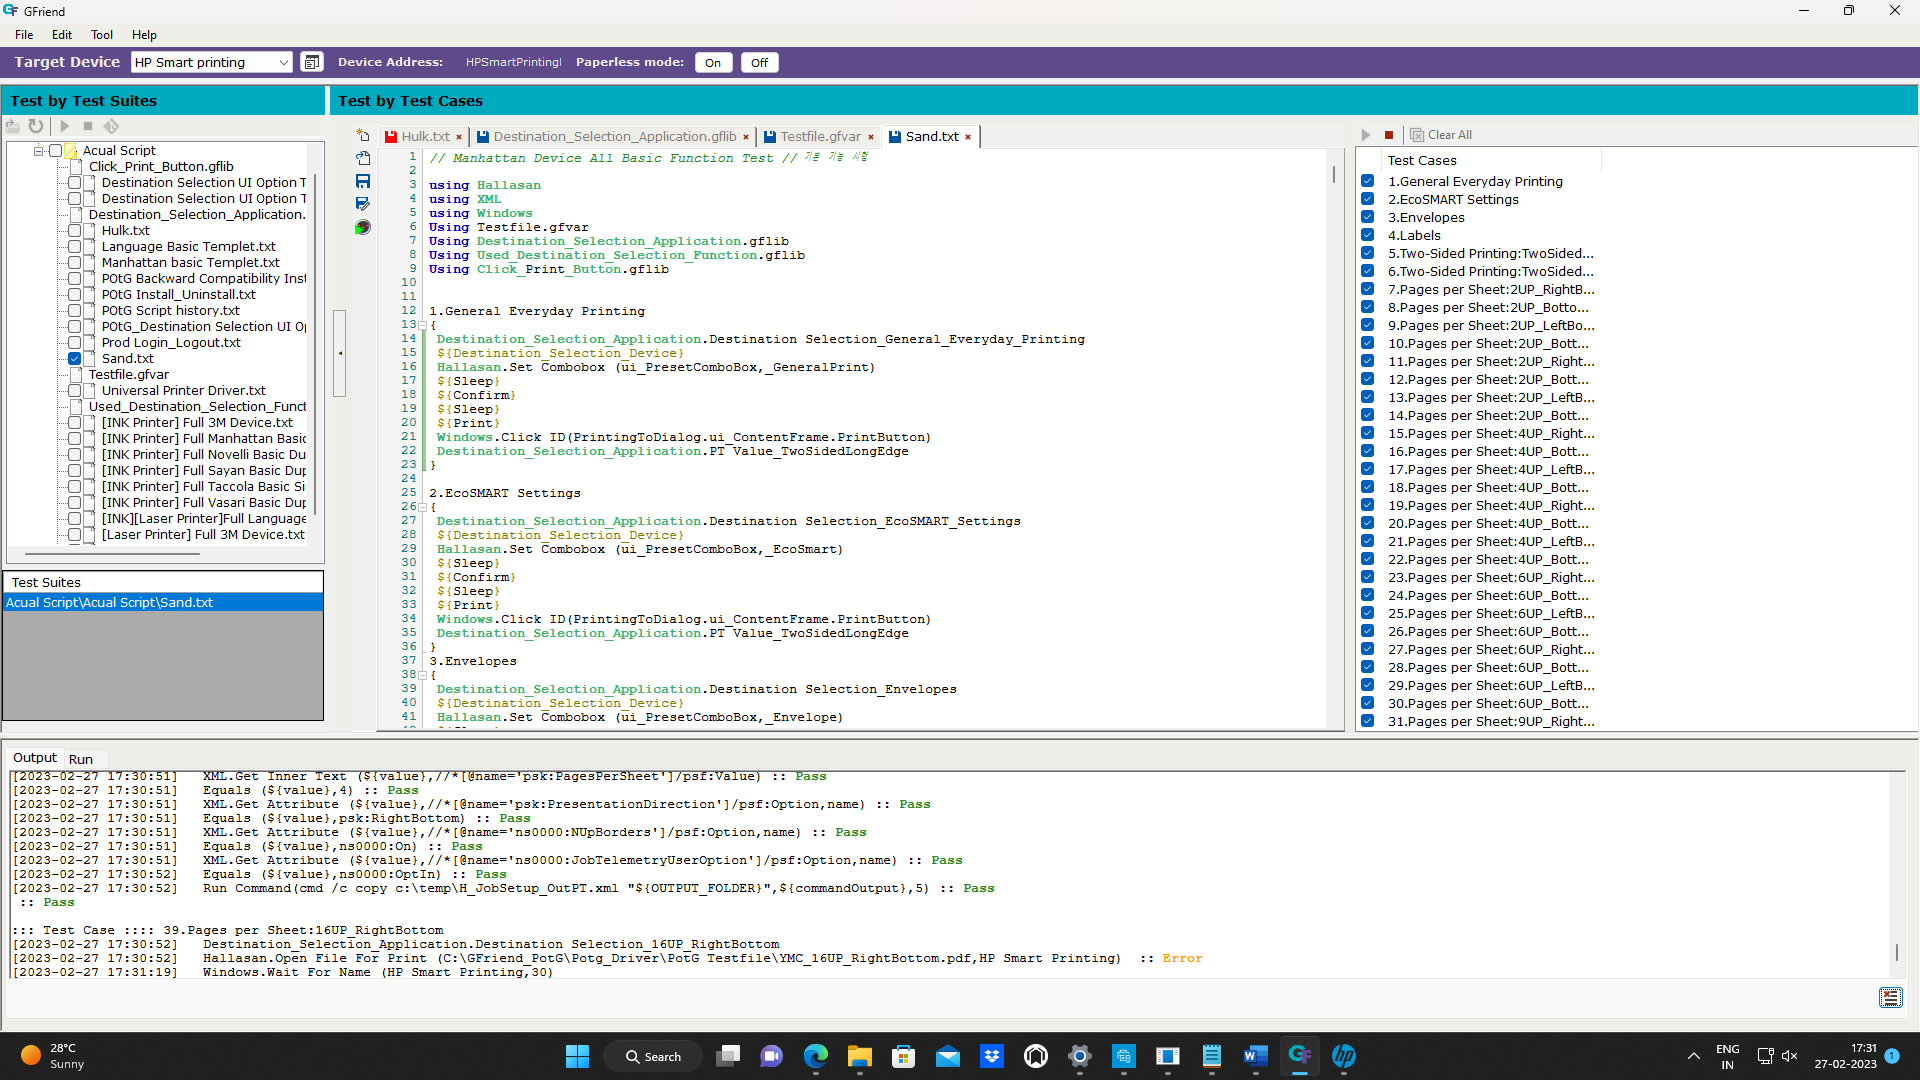 GFriend
File Edit Tool Help
Target Device HP Smart printing Device Address: HPSmartPrintingI Paperless mode: On Off
Test by Test Suites
Acual Script
Click_Print_Button.gflib
Destination Selection UI Option T
Destination Selection UI Option T
Destination_Selection_Application.
Hulk.txt
Language Basic Templet.txt
Manhattan basic Templet.txt
POtG Backward Compatibility Inst
POtG Install_Uninstall.txt
POtG Script history.txt
POtG_Destination Selection UI Op
Prod Login_Logout.txt
Sand.txt
Testfile.gfvar
Universal Printer Driver.txt
Used_Destination_Selection_Funct
[INK Printer] Full 3M Device.txt
[INK Printer] Full Manhattan Basic
[INK Printer] Full Novelli Basic Du
[INK Printer] Full Sayan Basic Dup
[INK Printer] Full Taccola Basic Si
[INK Printer] Full Vasari Basic Dup
[INK][Laser Printer]Full Language
[Laser Printer] Full 3M Device.txt
Test Suites
Acual Script\Acual Script\Sand.txt
Test by Test Cases
Hulk.txt Destination_Selection_Application.gflib Testfile.gfvar Sand.txt
1 // Manhattan Device All Basic Function Test // 기본 기능 시험
2
3 using Hallasan
4 using XML
5 using Windows
6 Using Testfile.gfvar
7 Using Destination_Selection_Application.gflib
8 Using Used_Destination_Selection_Function.gflib
9 Using Click_Print_Button.gflib
10
11
12 1.General Everyday Printing
13 {
14 Destination_Selection_Application.Destination Selection_General_Everyday_Printing
15 ${Destination_Selection_Device}
16 Hallasan.Set Combobox (ui_PresetComboBox,_GeneralPrint)
17 ${Sleep}
18 ${Confirm}
19 ${Sleep}
20 ${Print}
21 Windows.Click ID(PrintingToDialog.ui_ContentFrame.PrintButton)
22 Destination_Selection_Application.PT Value_TwoSidedLongEdge
23 }
24
25 2.EcoSMART Settings
26 {
27 Destination_Selection_Application.Destination Selection_EcoSMART_Settings
28 ${Destination_Selection_Device}
29 Hallasan.Set Combobox (ui_PresetComboBox,_EcoSmart)
30 ${Sleep}
31 ${Confirm}
32 ${Sleep}
33 ${Print}
34 Windows.Click ID(PrintingToDialog.ui_ContentFrame.PrintButton)
35 Destination_Selection_Application.PT Value_TwoSidedLongEdge
36 }
37 3.Envelopes
38 {
39 Destination_Selection_Application.Destination Selection_Envelopes
40 ${Destination_Selection_Device}
41 Hallasan.Set Combobox (ui_PresetComboBox,_Envelope)
Clear All
Test Cases
1.General Everyday Printing
2.EcoSMART Settings
3.Envelopes
4.Labels
5.Two-Sided Printing:TwoSided...
6.Two-Sided Printing:TwoSided...
7.Pages per Sheet:2UP_RightB...
8.Pages per Sheet:2UP_Botto...
9.Pages per Sheet:2UP_LeftBo...
10.Pages per Sheet:2UP_Bott...
11.Pages per Sheet:2UP_Right...
12.Pages per Sheet:2UP_Bott...
13.Pages per Sheet:2UP_LeftB...
14.Pages per Sheet:2UP_Bott...
15.Pages per Sheet:4UP_Right...
16.Pages per Sheet:4UP_Bott...
17.Pages per Sheet:4UP_LeftB...
18.Pages per Sheet:4UP_Bott...
19.Pages per Sheet:4UP_Right...
20.Pages per Sheet:4UP_Bott...
21.Pages per Sheet:4UP_LeftB...
22.Pages per Sheet:4UP_Bott...
23.Pages per Sheet:6UP_Right...
24.Pages per Sheet:6UP_Bott...
25.Pages per Sheet:6UP_LeftB...
26.Pages per Sheet:6UP_Bott...
27.Pages per Sheet:6UP_Right...
28.Pages per Sheet:6UP_Bott...
29.Pages per Sheet:6UP_LeftB...
30.Pages per Sheet:6UP_Bott...
31.Pages per Sheet:9UP_Right...
Output Run
[2023-02-27 17:30:51] XML.Get Inner Text (${value},//*[@name='psk:PagesPerSheet']/psf:Value) :: Pass
[2023-02-27 17:30:51] Equals (${value},4) :: Pass
[2023-02-27 17:30:51] XML.Get Attribute (${value},//*[@name='psk:PresentationDirection']/psf:Option,name) :: Pass
[2023-02-27 17:30:51] Equals (${value},psk:RightBottom) :: Pass
[2023-02-27 17:30:51] XML.Get Attribute (${value},//*[@name='ns0000:NUpBorders']/psf:Option,name) :: Pass
[2023-02-27 17:30:51] Equals (${value},ns0000:On) :: Pass
[2023-02-27 17:30:51] XML.Get Attribute (${value},//*[@name='ns0000:JobTelemetryUserOption']/psf:Option,name) :: Pass
[2023-02-27 17:30:52] Equals (${value},ns0000:OptIn) :: Pass
[2023-02-27 17:30:52] Run Command(cmd /c copy c:\temp\H_JobSetup_OutPT.xml "${OUTPUT_FOLDER}",${commandOutput},5) :: Pass
:: Pass
::: Test Case :::: 39.Pages per Sheet:16UP_RightBottom
[2023-02-27 17:30:52] Destination_Selection_Application.Destination Selection_16UP_RightBottom
[2023-02-27 17:30:52] Hallasan.Open File For Print (C:\GFriend_PotG\Potg_Driver\PotG Testfile\YMC_16UP_RightBottom.pdf,HP Smart Printing) :: Error
[2023-02-27 17:31:19] Windows.Wait For Name (HP Smart Printing,30)
28°C
Sunny
Search
ENG
IN
17:31
27-02-2023
1